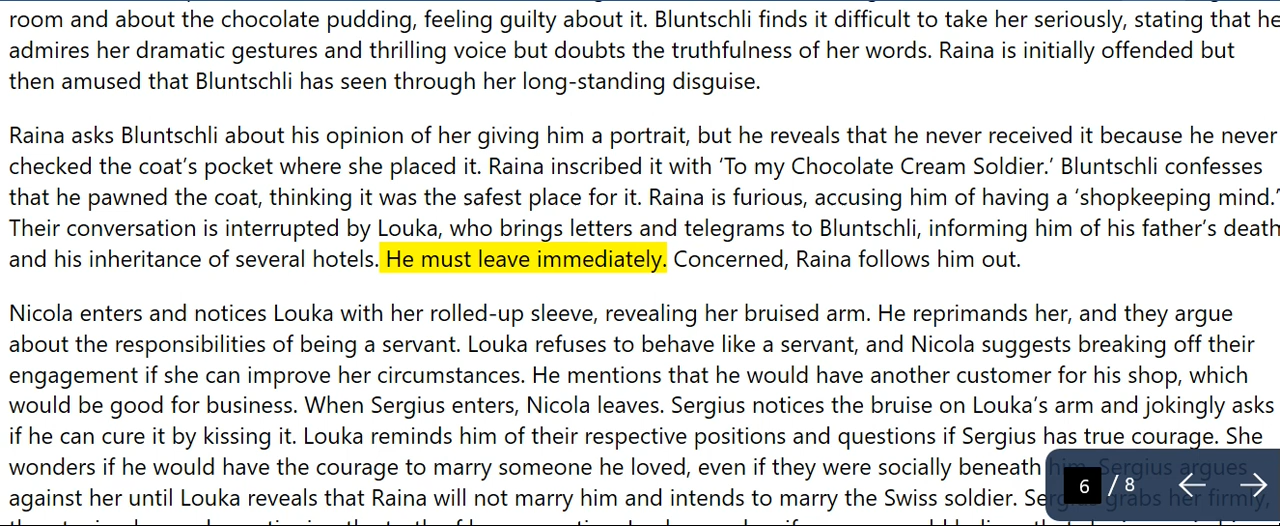 room and about the chocolate pudding, feeling guilty about it. Bluntschli finds it difficult to take her seriously, stating that he
admires her dramatic gestures and thrilling voice but doubts the truthfulness of her words. Raina is initially offended but
then amused that Bluntschli has seen through her long-standing disguise.
Raina asks Bluntschli about his opinion of her giving him a portrait, but he reveals that he never received it because he never
checked the coat’s pocket where she placed it. Raina inscribed it with ‘To my Chocolate Cream Soldier.’ Bluntschli confesses
that he pawned the coat, thinking it was the safest place for it. Raina is furious, accusing him of having a ‘shopkeeping mind.’
Their conversation is interrupted by Louka, who brings letters and telegrams to Bluntschli, informing him of his father’s death
and his inheritance of several hotels. He must leave immediately. Concerned, Raina follows him out.
Nicola enters and notices Louka with her rolled-up sleeve, revealing her bruised arm. He reprimands her, and they argue
about the responsibilities of being a servant. Louka refuses to behave like a servant, and Nicola suggests breaking off their
engagement if she can improve her circumstances. He mentions that he would have another customer for his shop, which
would be good for business. When Sergius enters, Nicola leaves. Sergius notices the bruise on Louka’s arm and jokingly asks
if he can cure it by kissing it. Louka reminds him of their respective positions and questions if Sergius has true courage. She
wonders if he would have the courage to marry someone he loved, even if they were socially beneath him. Sergius argues
against her until Louka reveals that Raina will not marry him and intends to marry the Swiss soldier. Sergius grabs her firmly,
6 / 8